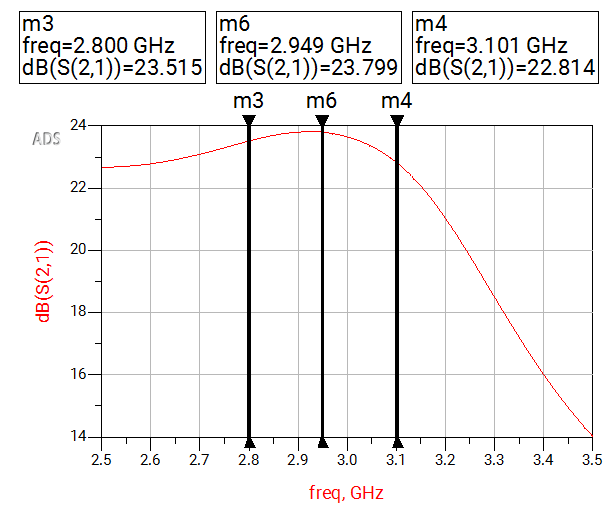 m3
freq=2.800 GHz
dB(S(2,1))=23.515
m6
freq=2.949 GHz
dB(S(2,1))=23.799
m4
freq=3.101 GHz
dB(S(2,1))=22.814
m3 m6 m4
ADS
24
22
20
18
16
14
dB(S(2,1))
2.5 2.6 2.7 2.8 2.9 3.0 3.1 3.2 3.3 3.4 3.5
freq, GHz